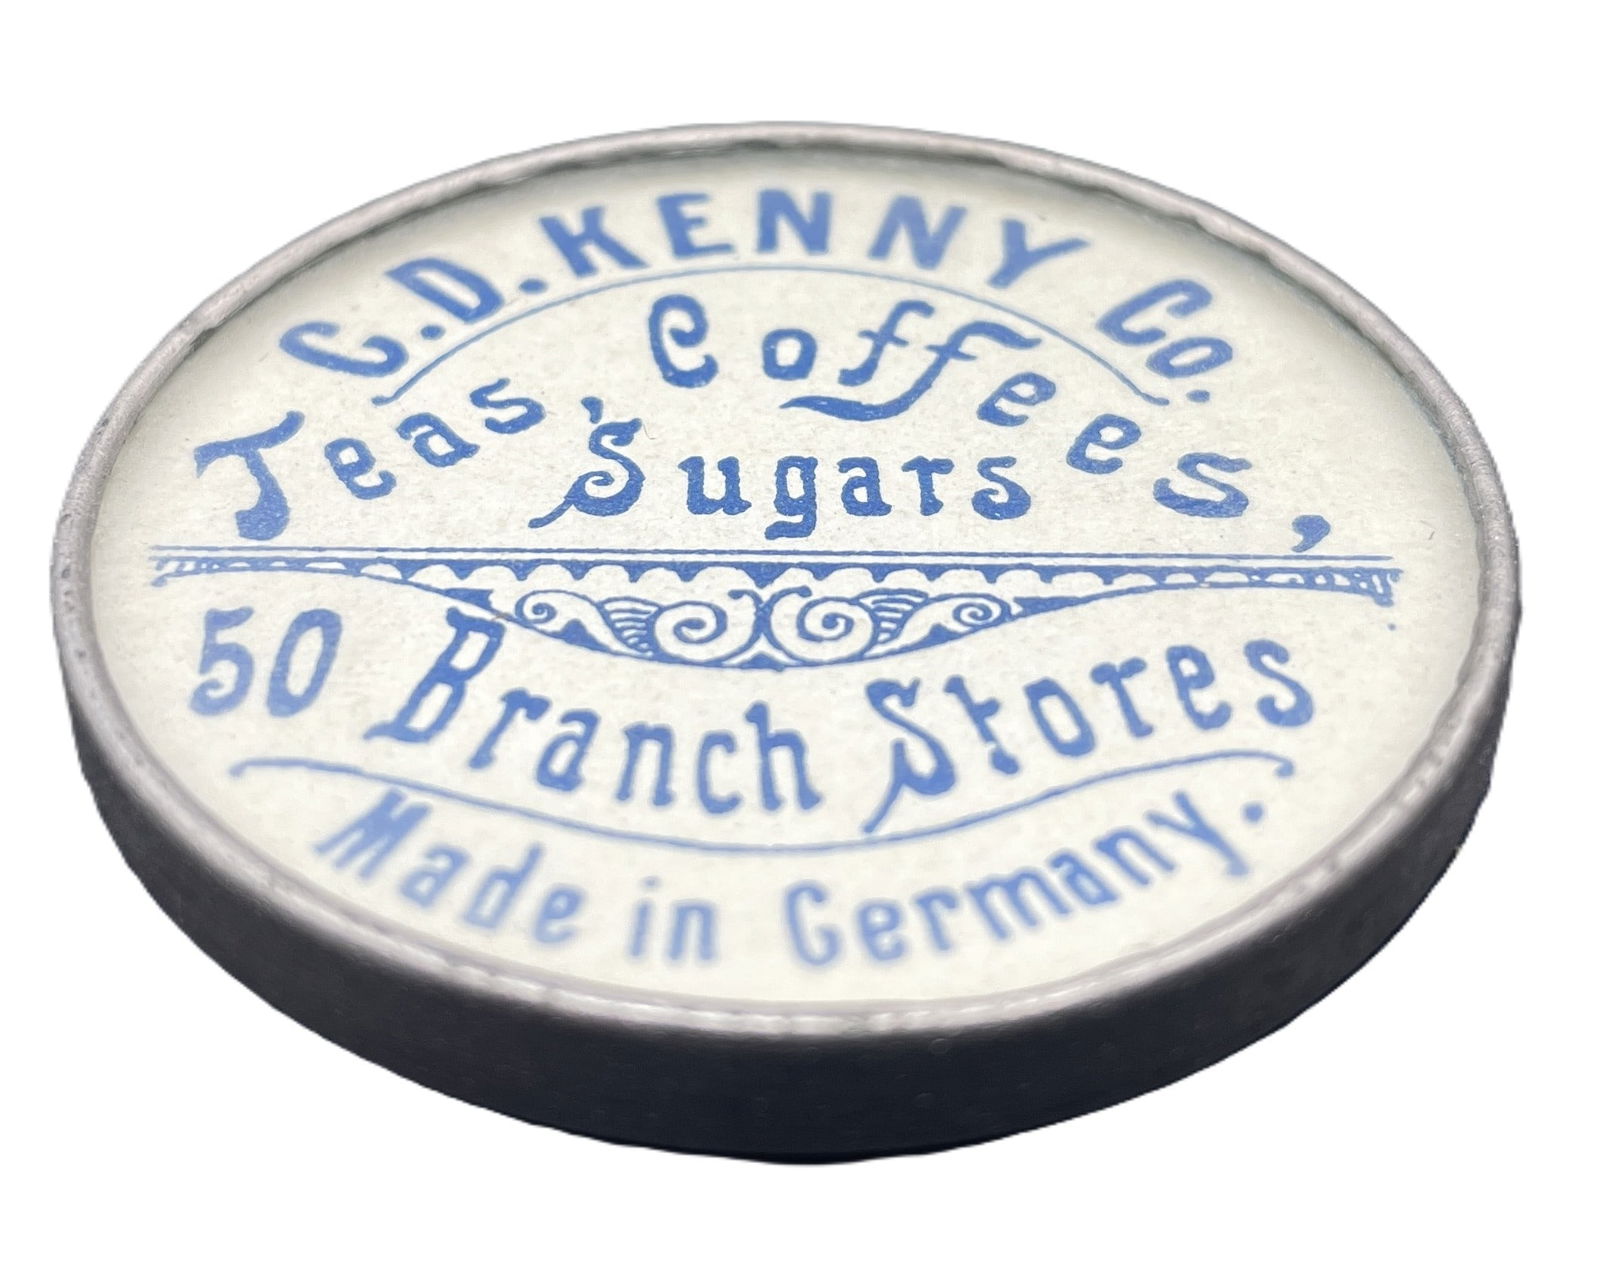 C.D. KENNY Co.
Teas, Coffees,
Sugars
50 Branch Stores
Made in Germany.